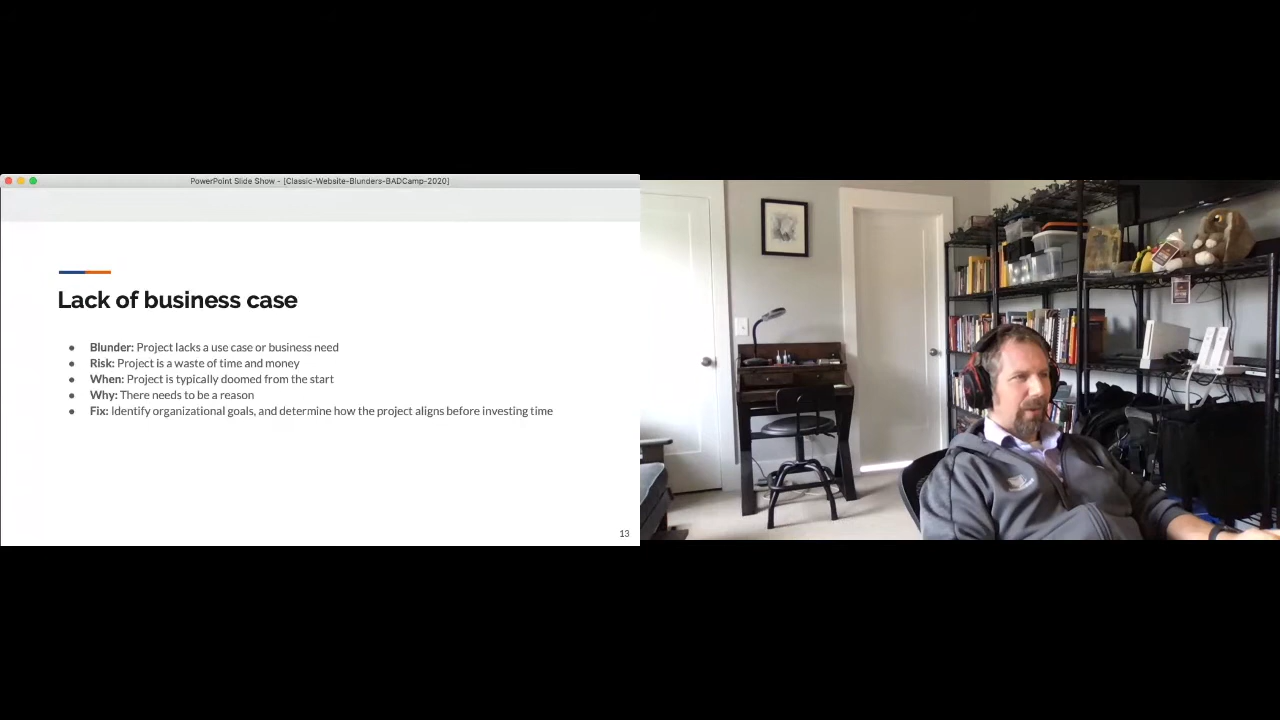 PowerPoint Slide Show - [Classic-Website-Blunders-BADCamp-2020]
Lack of business case
● Blunder: Project lacks a use case or business need
● Risk: Project is a waste of time and money
● When: Project is typically doomed from the start
● Why: There needs to be a reason
● Fix: Identify organizational goals, and determine how the project aligns before investing time
13